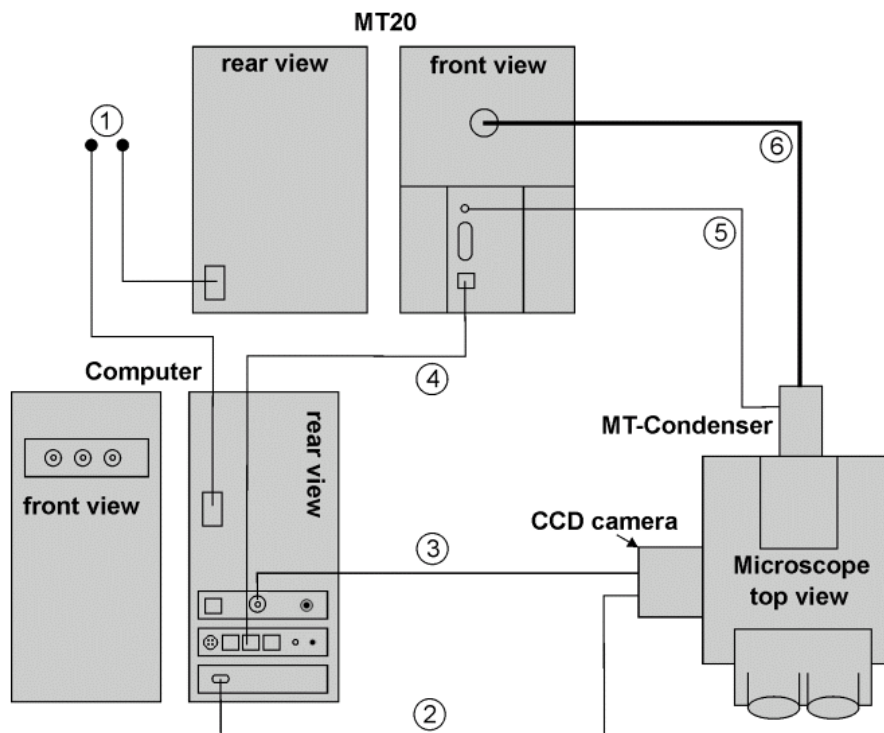 MT20
rear view
front view
1
6
5
4
Computer
rear view
front view
MT-Condenser
CCD camera
3
Microscope
top view
2